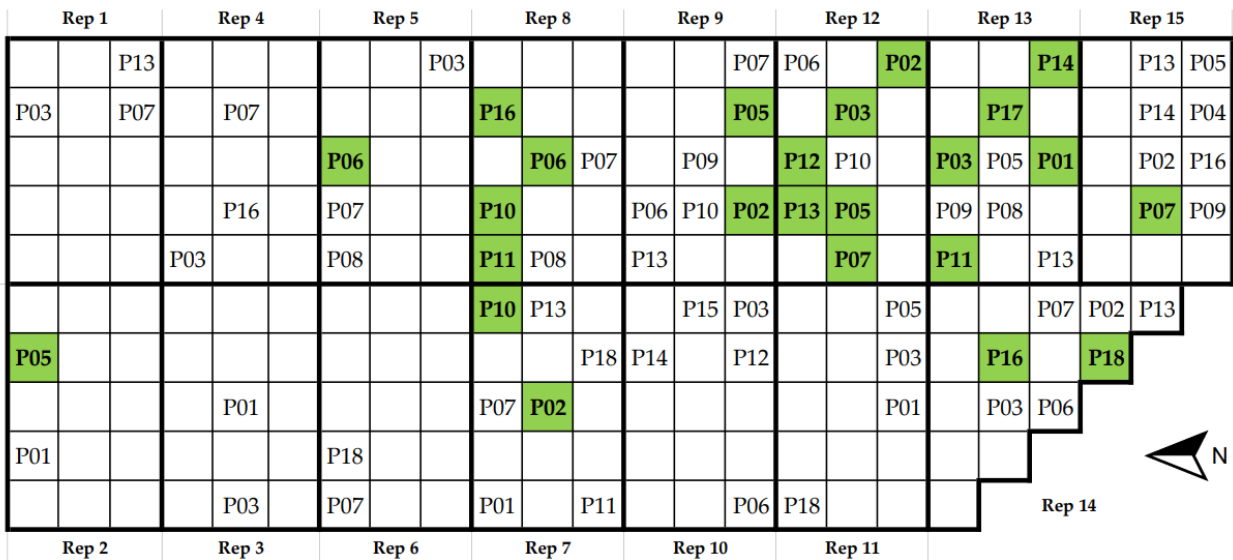 Rep 1 Rep 4 Rep 5 Rep 8 Rep 9 Rep 12 Rep 13 Rep 15
P13 P03 P07 P06 P02 P14 P13 P05
P03 P07 P07 P16 P05 P03 P17 P14 P04
P06 P06 P07 P09 P12 P10 P03 P05 P01 P02 P16
P16 P07 P10 P06 P10 P02 P13 P05 P09 P08 P07 P09
P03 P08 P11 P08 P13 P07 P11 P13
P10 P13 P15 P03 P05 P07 P02 P13
P05 P18 P14 P12 P03 P16 P18
P01 P07 P02 P01 P03 P06
P01 P18 N
P03 P07 P01 P11 P06 P18 Rep 14
Rep 2 Rep 3 Rep 6 Rep 7 Rep 10 Rep 11